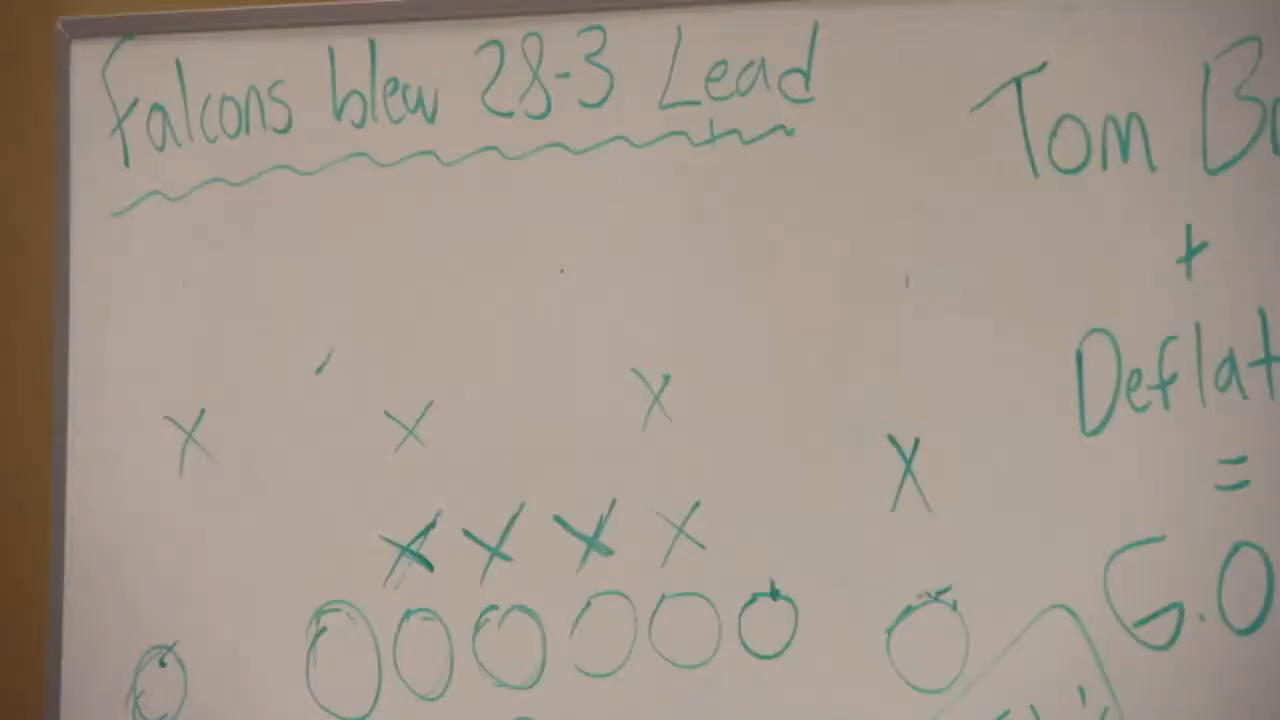 Falcons blew 28-3 Lead
Tom
+
Deflat
=
G.O